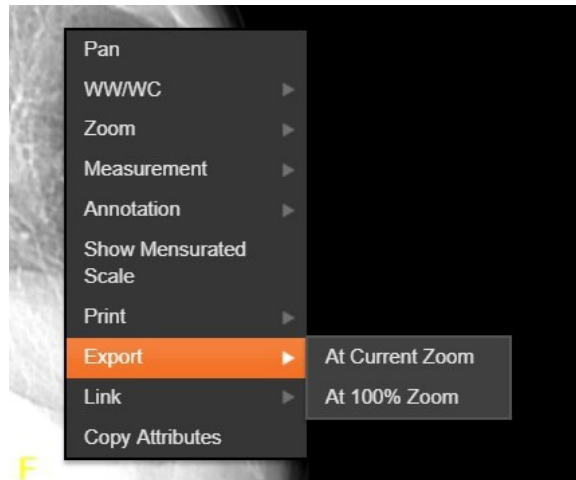 Pan
WW/WC
Zoom
Measurement
Annotation
Show Mensurated
Scale
Print
Export
At Current Zoom
Link
At 100% Zoom
Copy Attributes
F